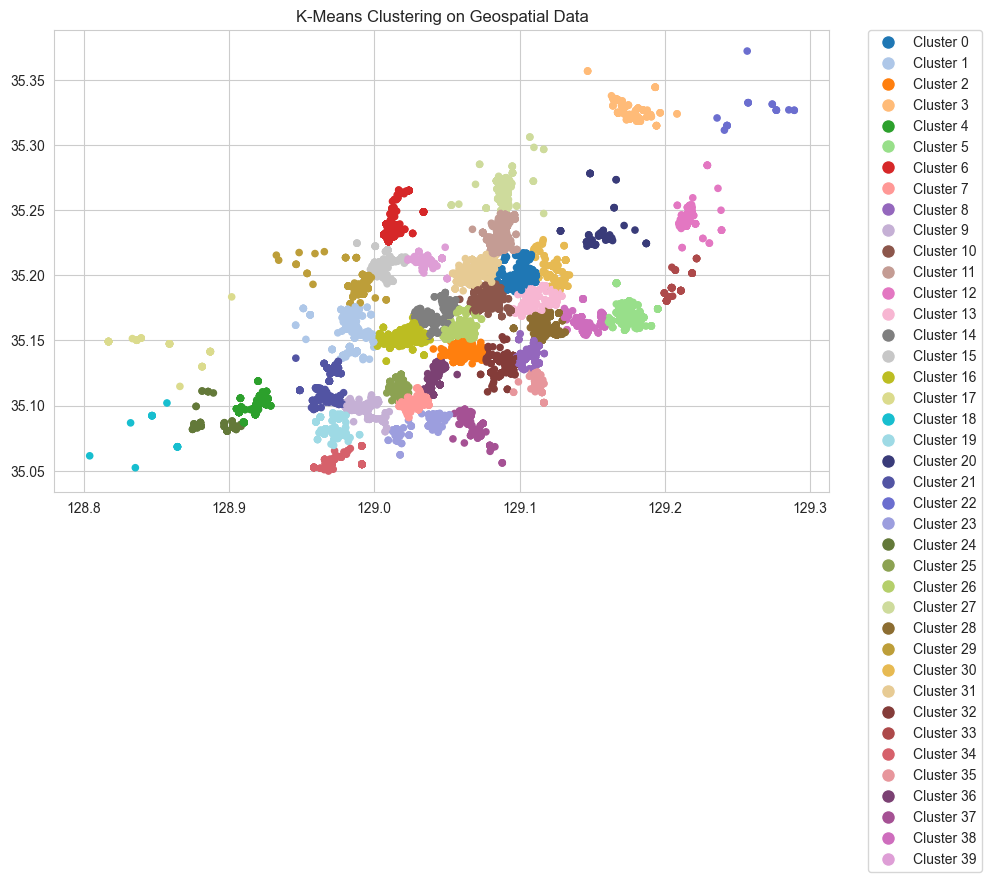 K-Means Clustering on Geospatial Data
35.35
35.30
35.25
35.20
35.15
35.10
35.05
128.8
128.9
129.0
129.1
129.2
129.3
Cluster 0
Cluster 1
Cluster 2
Cluster 3
Cluster 4
Cluster 5
Cluster 6
Cluster 7
Cluster 8
Cluster 9
Cluster 10
Cluster 11
Cluster 12
Cluster 13
Cluster 14
Cluster 15
Cluster 16
Cluster 17
Cluster 18
Cluster 19
Cluster 20
Cluster 21
Cluster 22
Cluster 23
Cluster 24
Cluster 25
Cluster 26
Cluster 27
Cluster 28
Cluster 29
Cluster 30
Cluster 31
Cluster 32
Cluster 33
Cluster 34
Cluster 35
Cluster 36
Cluster 37
Cluster 38
Cluster 39